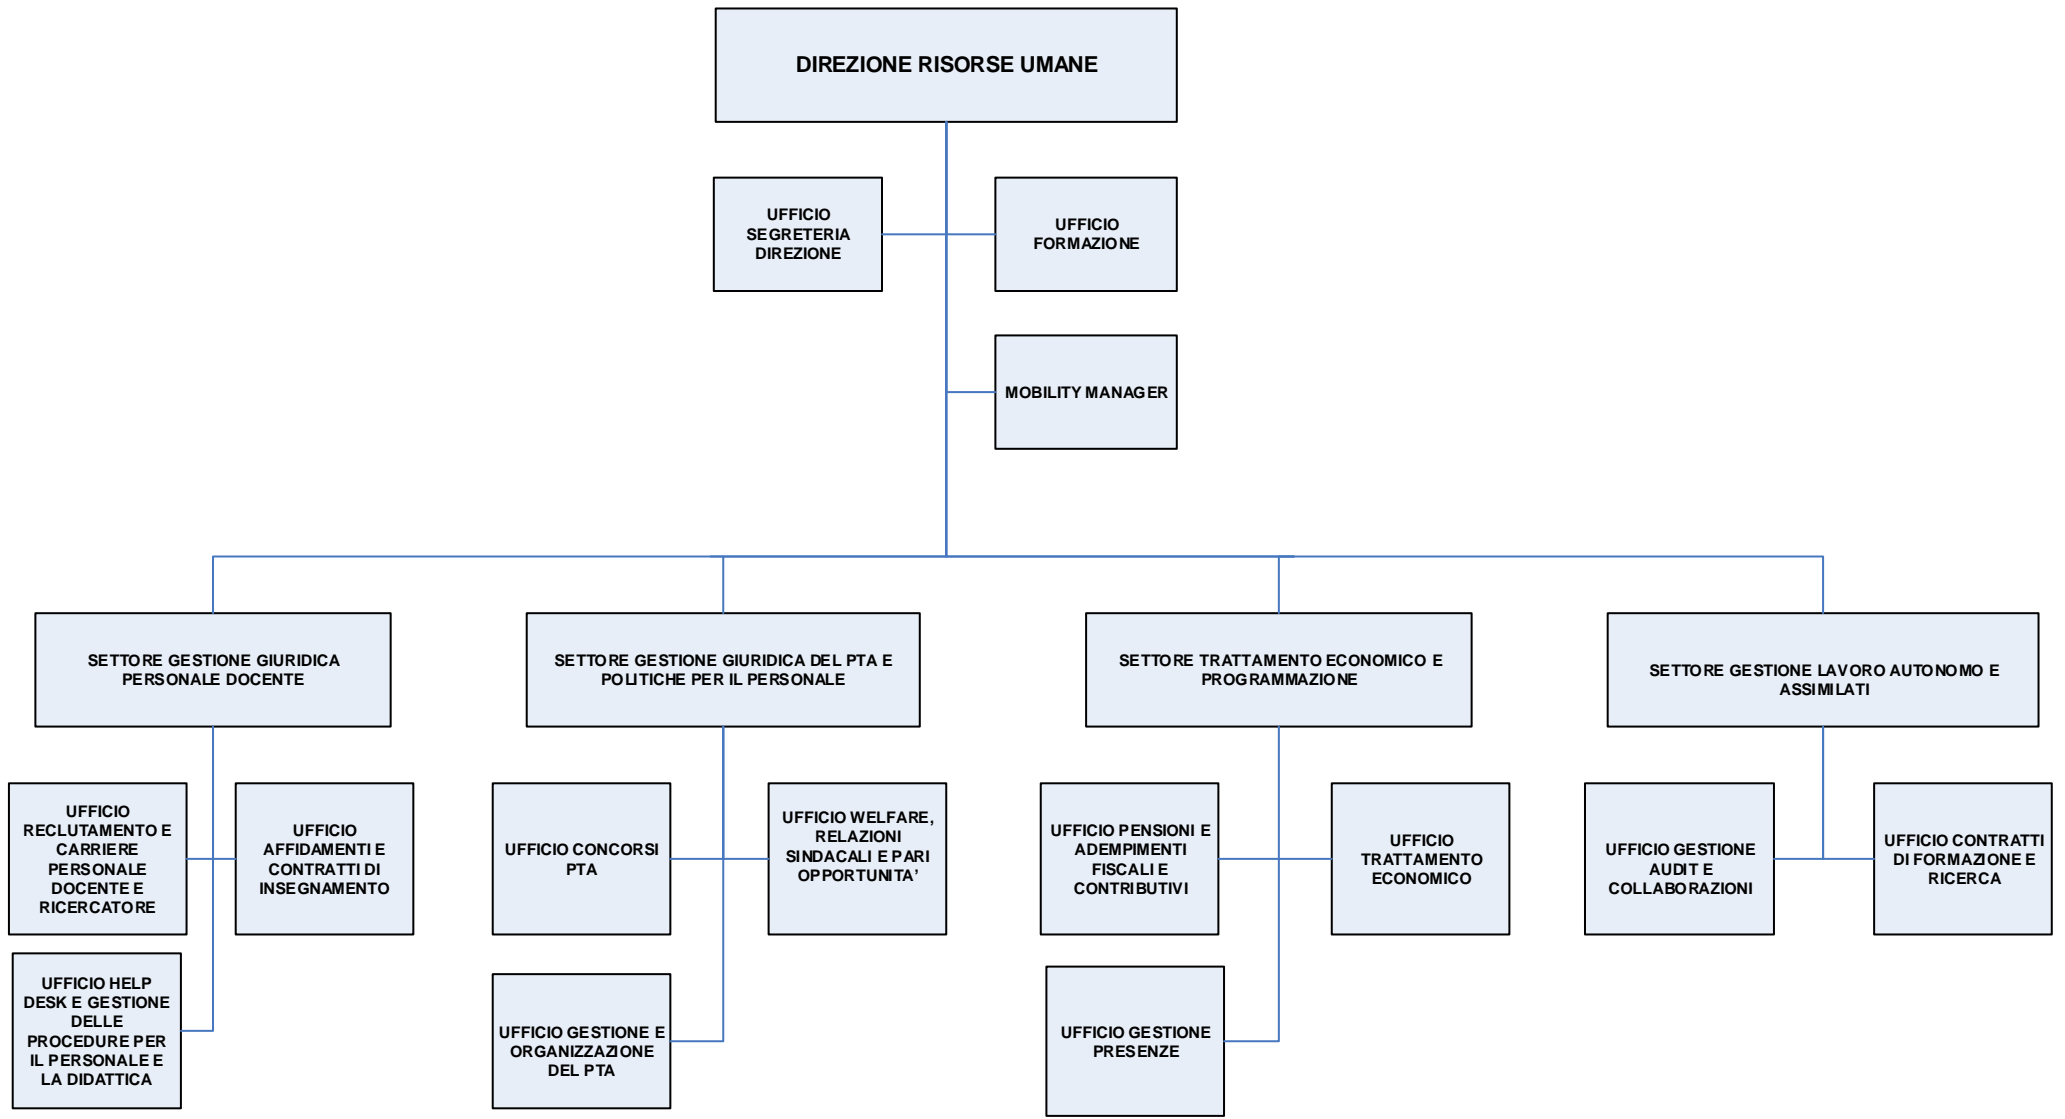 DIREZIONE RISORSE UMANE
UFFICIO
SEGRETERIA
DIREZIONE
UFFICIO
FORMAZIONE
MOBILITY MANAGER
SETTORE GESTIONE GIURIDICA
PERSONALE DOCENTE
SETTORE GESTIONE GIURIDICA DEL PTA E
POLITICHE PER IL PERSONALE
SETTORE TRATTAMENTO ECONOMICO E
PROGRAMMAZIONE
SETTORE GESTIONE LAVORO AUTONOMO E
ASSIMILATI
UFFICIO
RECLUTAMENTO E
CARRIERE
PERSONALE
DOCENTE E
RICERCATORE
UFFICIO
AFFIDAMENTI E
CONTRATTI DI
INSEGNAMENTO
UFFICIO CONCORSI
PTA
UFFICIO WELFARE,
RELAZIONI
SINDACALI E PARI
OPPORTUNITA’
UFFICIO PENSIONI E
ADEMPIMENTI
FISCALI E
CONTRIBUTIVI
UFFICIO
TRATTAMENTO
ECONOMICO
UFFICIO GESTIONE
AUDIT E
COLLABORAZIONI
UFFICIO CONTRATTI
DI FORMAZIONE E
RICERCA
UFFICIO HELP
DESK E GESTIONE
DELLE
PROCEDURE PER
IL PERSONALE E
LA DIDATTICA
UFFICIO GESTIONE E
ORGANIZZAZIONE
DEL PTA
UFFICIO GESTIONE
PRESENZE